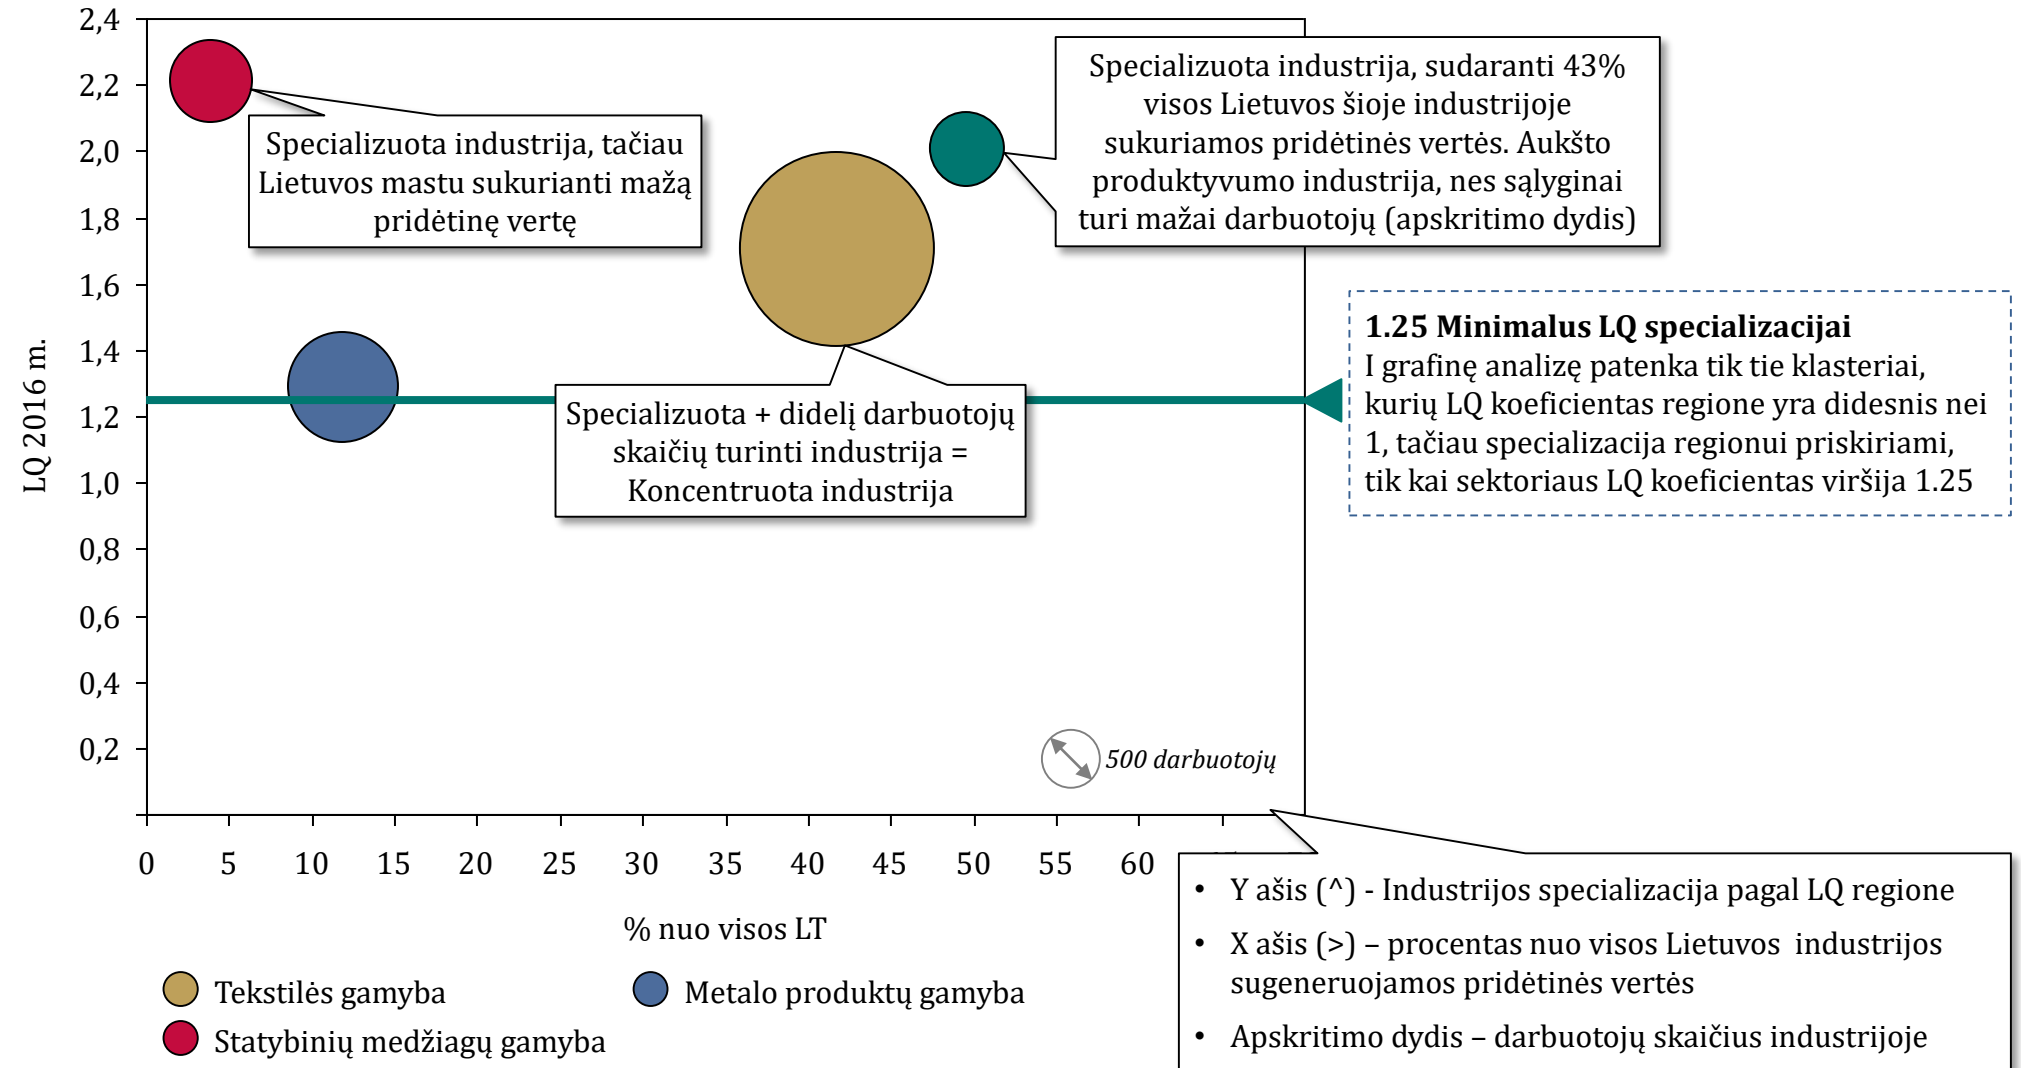 2,4
2,2
2,0
1,8
1,6
1,4
1,2
1,0
0,8
0,6
0,4
0,2
LQ 2016 m.
Specializuota industrija, tačiau
Lietuvos mastu sukurianti mažą
pridėtinę vertę
Specializuota industrija, sudaranti 43%
visos Lietuvos šioje industrijoje
sukuriamos pridėtinės vertės. Aukšto
produktyvumo industrija, nes sąlyginai
turi mažai darbuotojų (apskritimo dydis)
Specializuota + didelį darbuotojų
skaičių turinti industrija =
Koncentruota industrija
1.25 Minimalus LQ specializacijai
I grafinę analizę patenka tik tie klasteriai,
kurių LQ koeficientas regione yra didesnis nei
1, tačiau specializacija regionui priskiriami,
tik kai sektoriaus LQ koeficientas viršija 1.25
500 darbuotojų
0 5 10 15 20 25 30 35 40 45 50 55 60
% nuo visos LT
• Y ašis (^) - Industrijos specializacija pagal LQ regione
• X ašis (>) – procentas nuo visos Lietuvos industrijos
sugeneruojamos pridėtinės vertės
• Apskritimo dydis – darbuotojų skaičius industrijoje
Tekstilės gamyba
Metalo produktų gamyba
Statybinių medžiagų gamyba